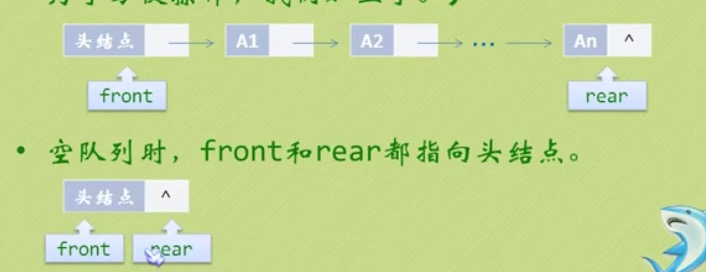 头结点 A1 A2 ... An ^
front rear
• 空队列时，front和rear都指向头结点。
头结点 ^
front rear